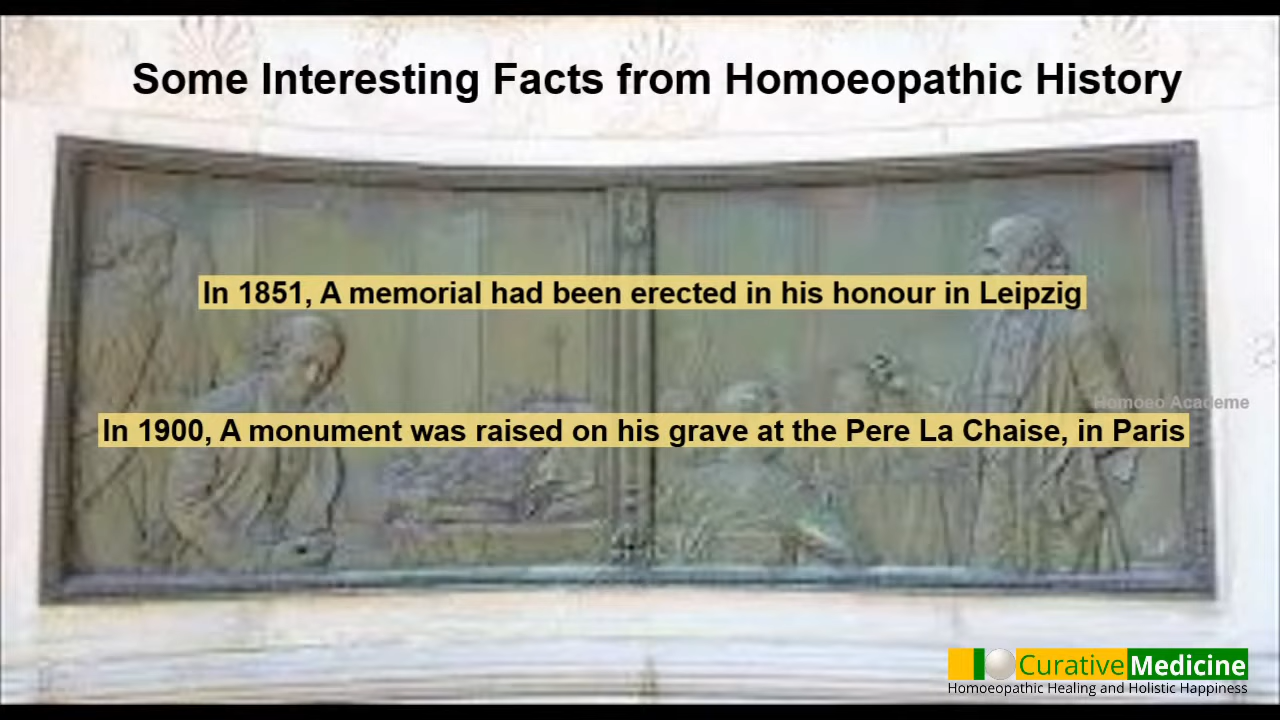 Some Interesting Facts from Homoeopathic History
In 1851, A memorial had been erected in his honour in Leipzig
Homoeo Academe
In 1900, A monument was raised on his grave at the Pere La Chaise, in Paris
CurativeMedicine
Homoeopathic Healing and Holistic Happiness